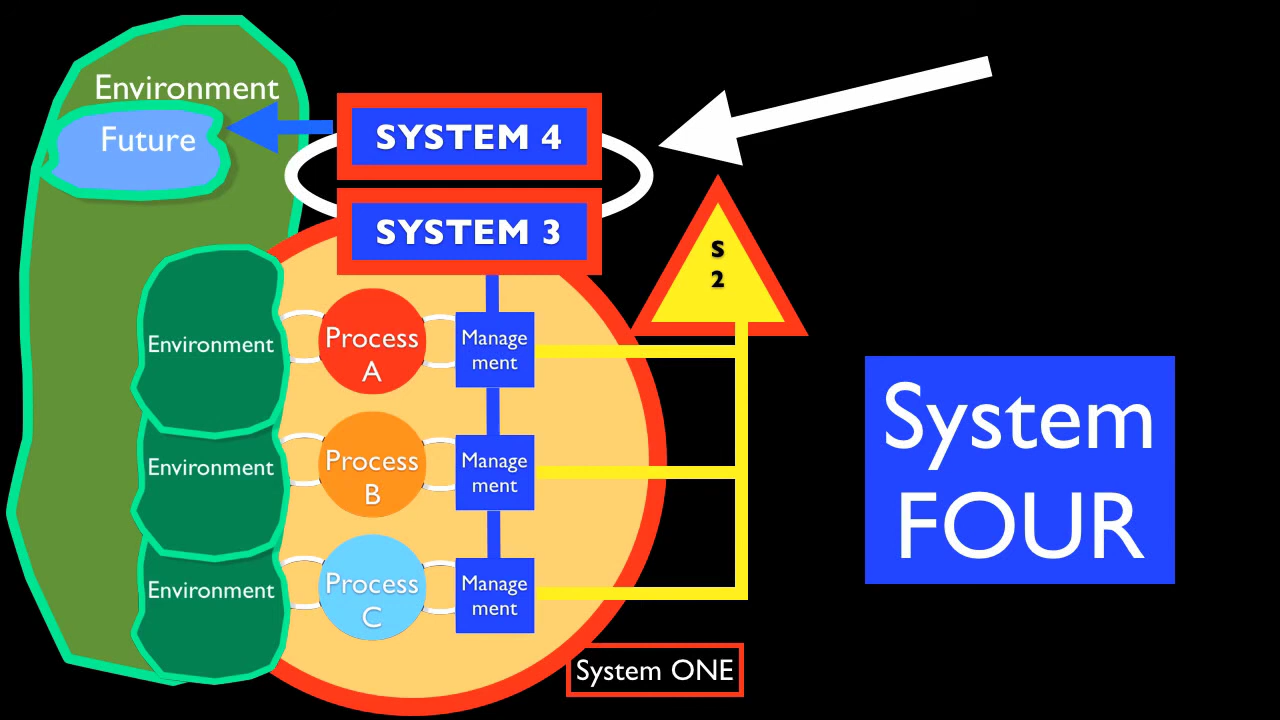 Environment
Future
SYSTEM 4
SYSTEM 3
S
2
Environment
Process
A
Manage
ment
Environment
Process
B
Manage
ment
Environment
Process
C
Manage
ment
System ONE
System
FOUR